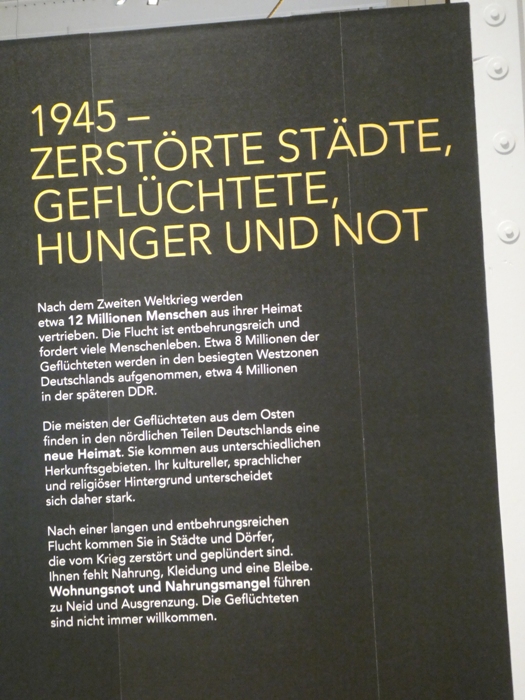 1945 –
ZERSTÖRTE STÄDTE,
GEFLÜCHTETE,
HUNGER UND NOT
Nach dem Zweiten Weltkrieg werden
etwa 12 Millionen Menschen aus ihrer Heimat
vertrieben. Die Flucht ist entbehrungsreich und
fordert viele Menschenleben. Etwa 8 Millionen der
Geflüchteten werden in den besiegten Westzonen
Deutschlands aufgenommen, etwa 4 Millionen
in der späteren DDR.
Die meisten der Geflüchteten aus dem Osten
finden in den nördlichen Teilen Deutschlands eine
neue Heimat. Sie kommen aus unterschiedlichen
Herkunftsgebieten. Ihr kultureller, sprachlicher
und religiöser Hintergrund unterscheidet
sich daher stark.
Nach einer langen und entbehrungsreichen
Flucht kommen Sie in Städte und Dörfer,
die vom Krieg zerstört und geplündert sind.
Ihnen fehlt Nahrung, Kleidung und eine Bleibe.
Wohnungsnot und Nahrungsmangel führen
zu Neid und Ausgrenzung. Die Geflüchteten
sind nicht immer willkommen.